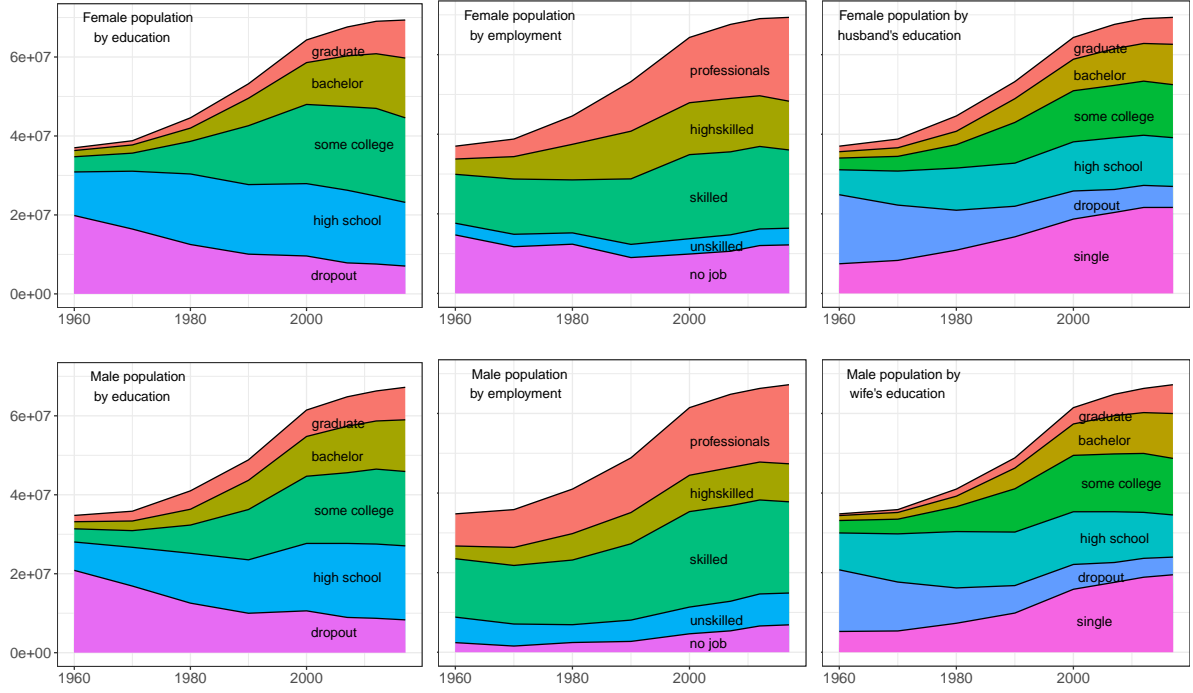 Female population
by education
graduate
bachelor
some college
high school
dropout
6e+07
4e+07
2e+07
0e+00
1960
1980
2000
Female population
by employment
professionals
highskilled
skilled
unskilled
no job
1960
1980
2000
Female population by
husband's education
graduate
bachelor
some college
high school
dropout
single
1960
1980
2000
Male population
by education
graduate
bachelor
some college
high school
dropout
6e+07
4e+07
2e+07
0e+00
1960
1980
2000
Male population
by employment
professionals
highskilled
skilled
unskilled
no job
1960
1980
2000
Male population by
wife's education
graduate
bachelor
some college
high school
dropout
single
1960
1980
2000